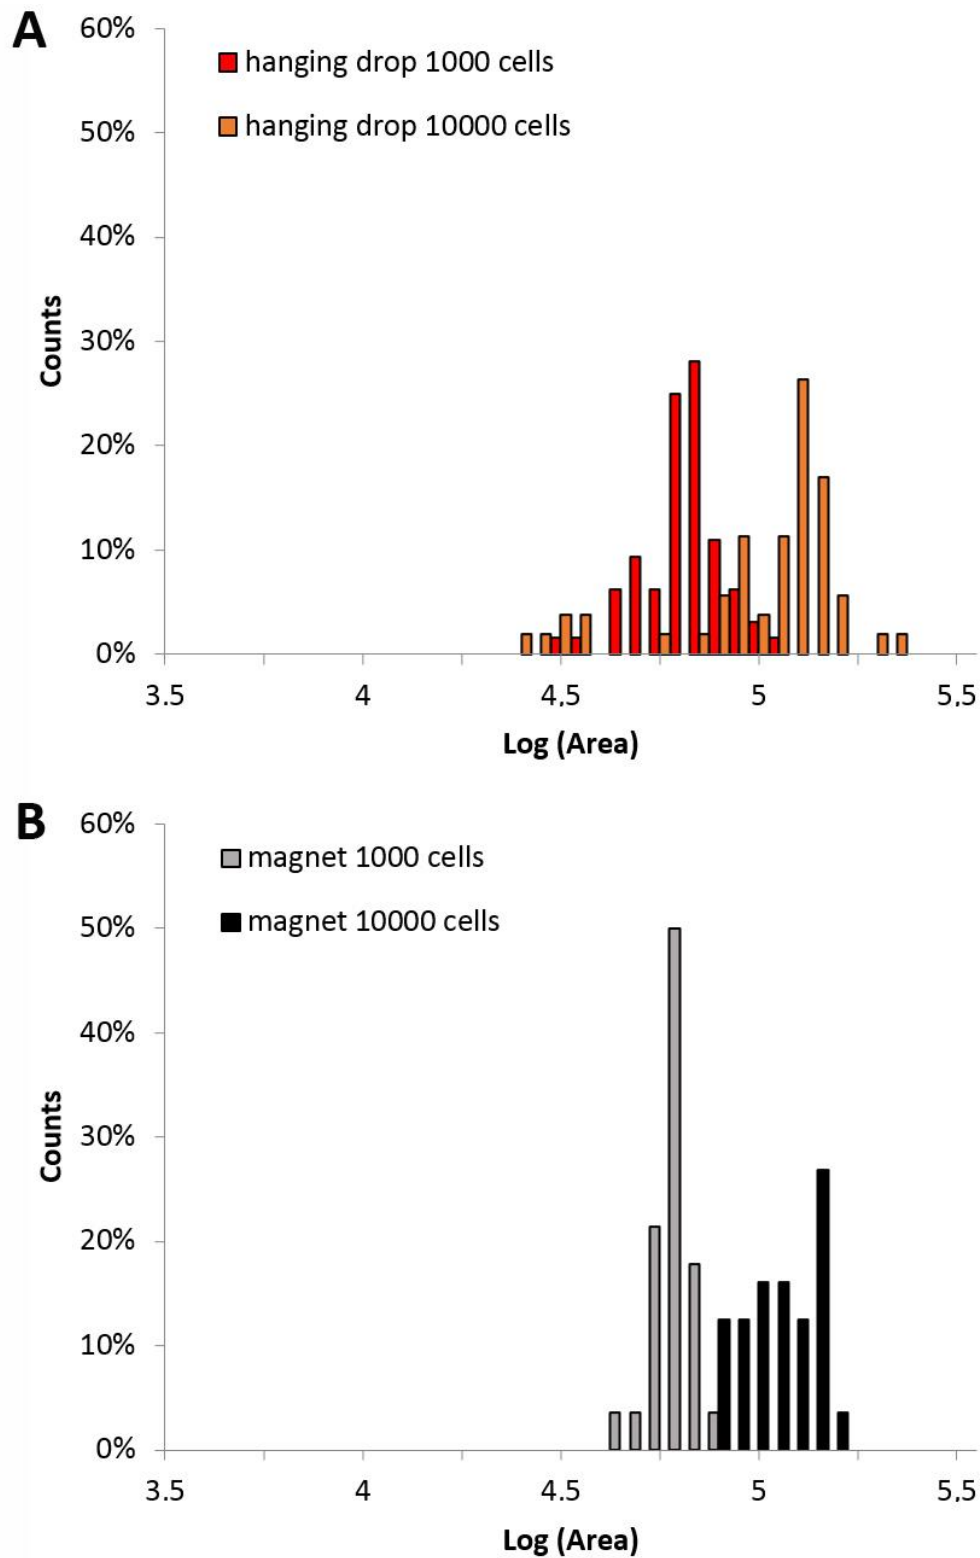 A
60%
hanging drop 1000 cells
hanging drop 10000 cells
50%
40%
30%
20%
10%
0%
Counts
3.5 4 4,5 5 5,5
Log (Area)
B
60%
magnet 1000 cells
magnet 10000 cells
50%
40%
30%
20%
10%
0%
Counts
3.5 4 4.5 5 5,5
Log (Area)